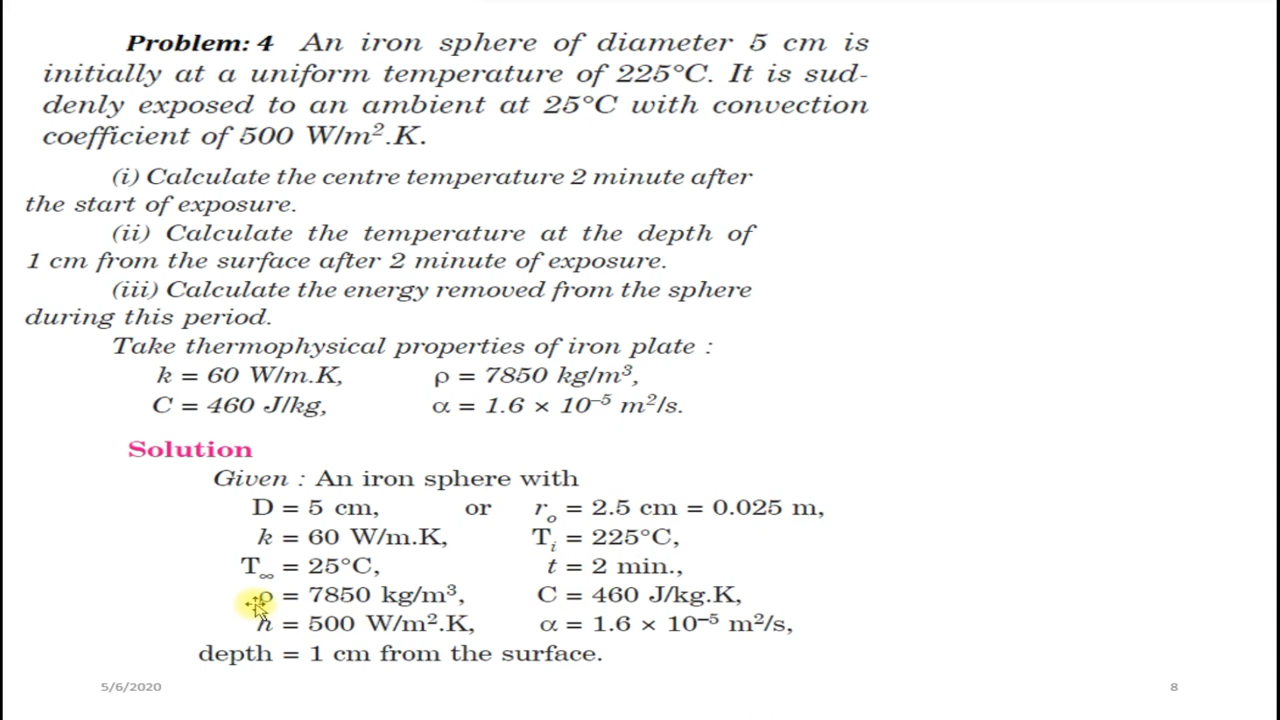 Problem: 4 An iron sphere of diameter 5 cm is
initially at a uniform temperature of 225°C. It is sud-
denly exposed to an ambient at 25°C with convection
coefficient of 500 W/m².K.
(i) Calculate the centre temperature 2 minute after
the start of exposure.
(ii) Calculate the temperature at the depth of
1 cm from the surface after 2 minute of exposure.
(iii) Calculate the energy removed from the sphere
during this period.
Take thermophysical properties of iron plate :
k = 60 W/m.K, ρ = 7850 kg/m³,
C = 460 J/kg, α = 1.6 × 10⁻⁵ m²/s.
Solution
Given : An iron sphere with
D = 5 cm, or rₒ = 2.5 cm = 0.025 m,
k = 60 W/m.K, Tᵢ = 225°C,
T∞ = 25°C, t = 2 min.,
ρ = 7850 kg/m³, C = 460 J/kg.K,
h = 500 W/m².K, α = 1.6 × 10⁻⁵ m²/s,
depth = 1 cm from the surface.
5/6/2020 8